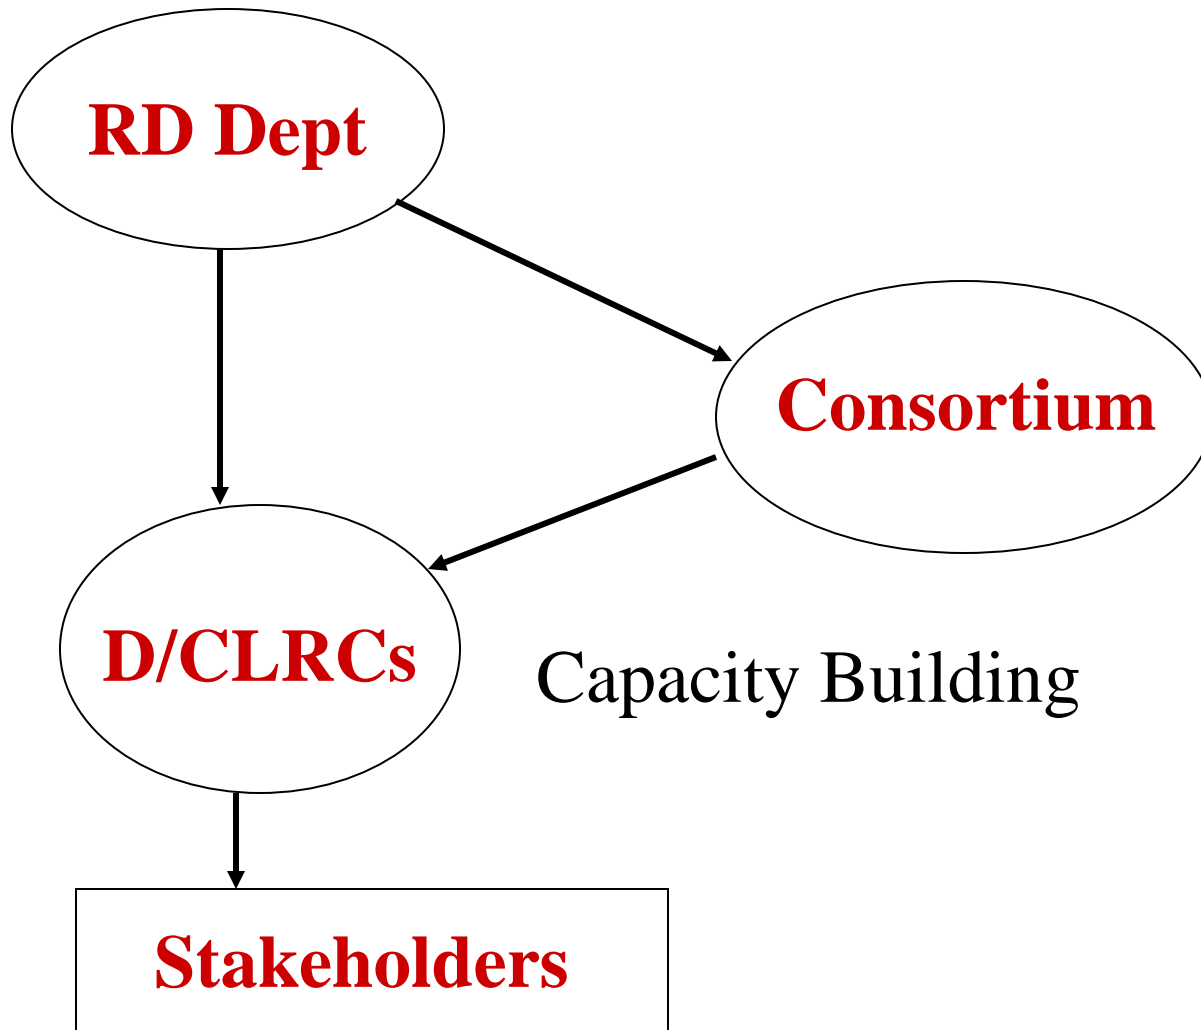 RD Dept
Consortium
D/CLRCs
Capacity Building
Stakeholders